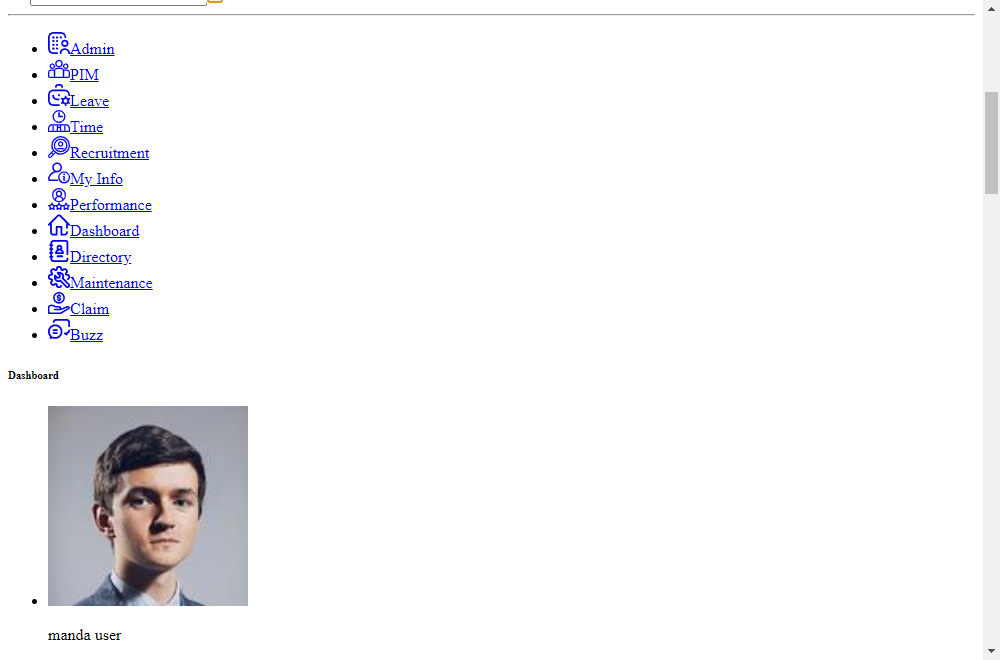 Admin
PIM
Leave
Time
Recruitment
My Info
Performance
Dashboard
Directory
Maintenance
Claim
Buzz
Dashboard
manda user